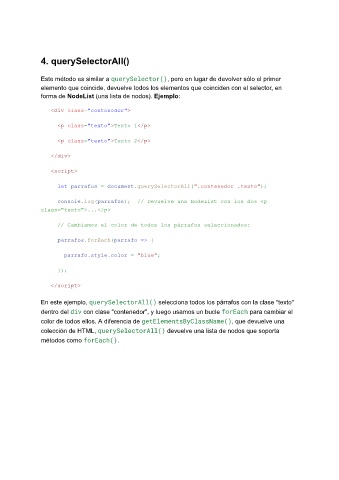 4. querySelectorAll()
Este método es similar a querySelector(), pero en lugar de devolver sólo el primer
elemento que coincide, devuelve todos los elementos que coinciden con el selector, en
forma de NodeList (una lista de nodos). Ejemplo:
<div class="contenedor">
<p class="texto">Texto 1</p>
<p class="texto">Texto 2</p>
</div>
<script>
let parrafos = document.querySelectorAll(".contenedor .texto");
console.log(parrafos); // Devuelve una NodeList con los dos <p
class="texto">...</p>
// Cambiamos el color de todos los párrafos seleccionados:
parrafos.forEach(parrafo => {
parrafo.style.color = "blue";
});
</script>
En este ejemplo, querySelectorAll() selecciona todos los párrafos con la clase "texto"
dentro del div con clase "contenedor", y luego usamos un bucle forEach para cambiar el
color de todos ellos. A diferencia de getElementsByClassName(), que devuelve una
colección de HTML, querySelectorAll() devuelve una lista de nodos que soporta
métodos como forEach().